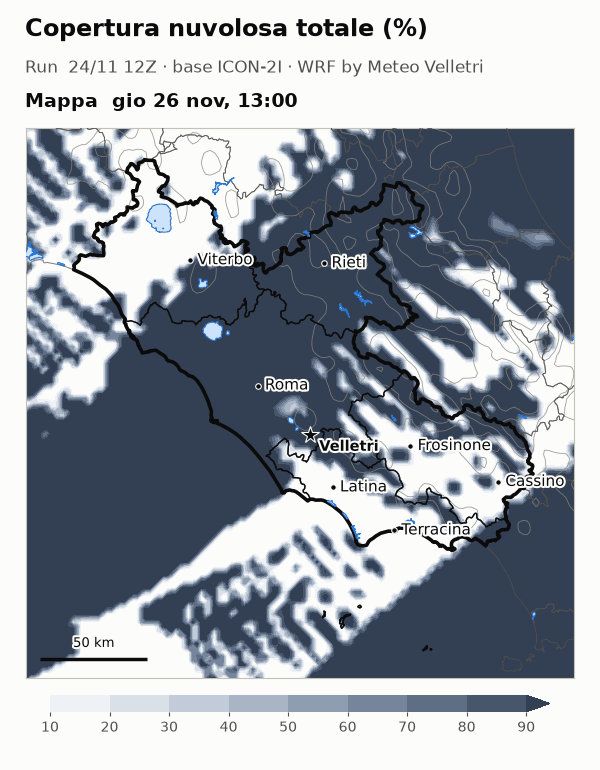 Copertura nuvolosa totale (%)
Run 24/11 12Z · base ICON-2I · WRF by Meteo Velletri
Mappa gio 26 nov, 13:00
Viterbo
Rieti
Roma
Velletri
Frosinone
Latina
Cassino
Terracina
50 km
10 20 30 40 50 60 70 80 90